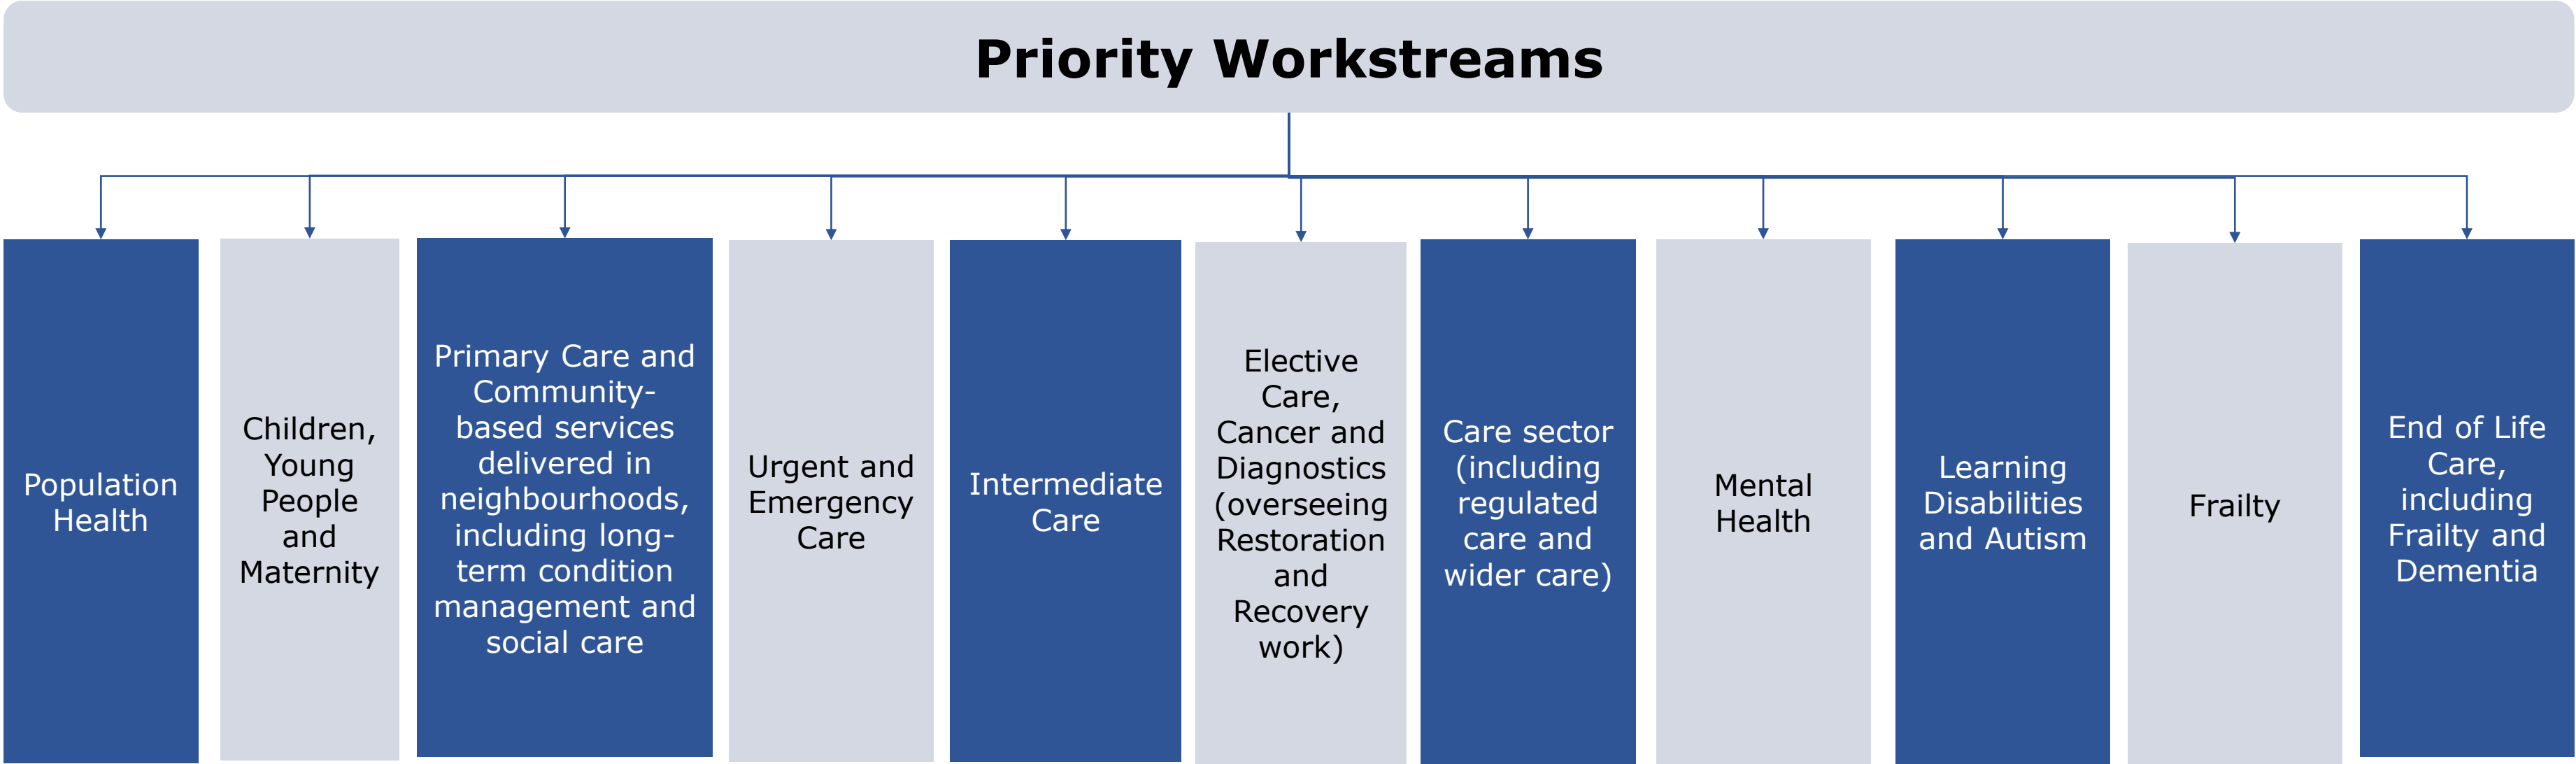 Priority Workstreams
Population
Health
Children,
Young
People
and
Maternity
Primary Care and
Community-
based services
delivered in
neighbourhoods,
including long-
term condition
management and
social care
Urgent and
Emergency
Care
Intermediate
Care
Elective
Care,
Cancer and
Diagnostics
(overseeing
Restoration
and
Recovery
work)
Care sector
(including
regulated
care and
wider care)
Mental
Health
Learning
Disabilities
and Autism
Frailty
End of Life
Care,
including
Frailty and
Dementia